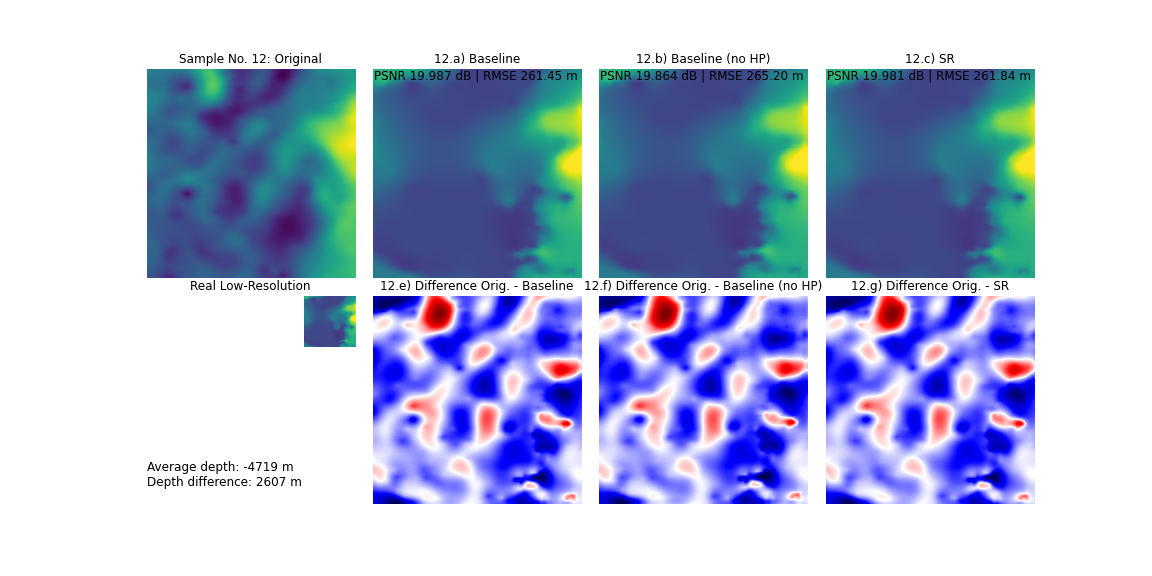 Sample No. 12: Original
12.a) Baseline
12.b) Baseline (no HP)
12.c) SR
PSNR 19.987 dB | RMSE 261.45 m
PSNR 19.864 dB | RMSE 265.20 m
PSNR 19.981 dB | RMSE 261.84 m
Real Low-Resolution
12.e) Difference Orig. - Baseline
12.f) Difference Orig. - Baseline (no HP)
12.g) Difference Orig. - SR
Average depth: -4719 m
Depth difference: 2607 m